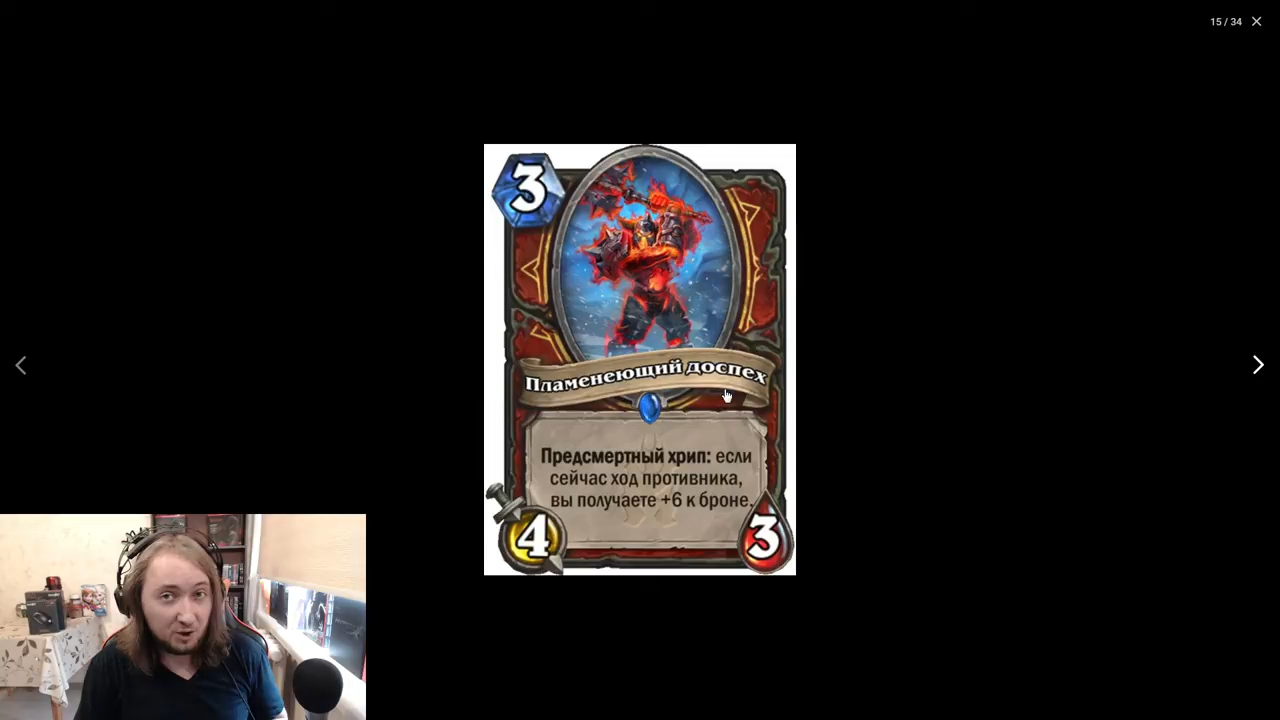 15 / 34
3
Пламенеющий доспех
Предсмертный хрип: если
сейчас ход противника,
вы получаете +6 к броне.
4
3